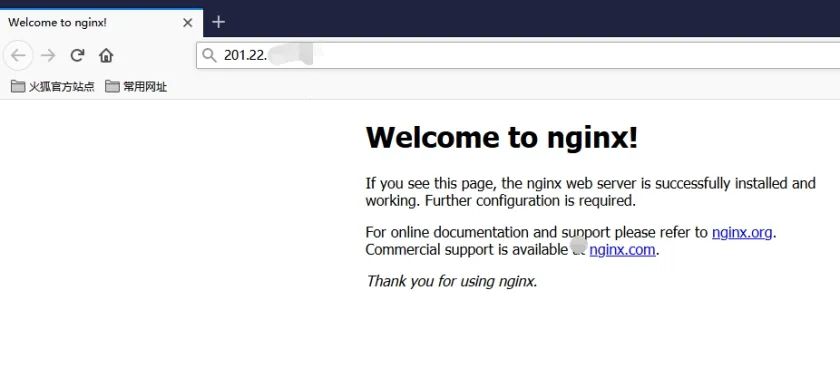 Welcome to nginx!
201.22.
火狐官方站点 常用网址
Welcome to nginx!
If you see this page, the nginx web server is successfully installed and
working. Further configuration is required.
For online documentation and support please refer to nginx.org.
Commercial support is available at nginx.com.
Thank you for using nginx.